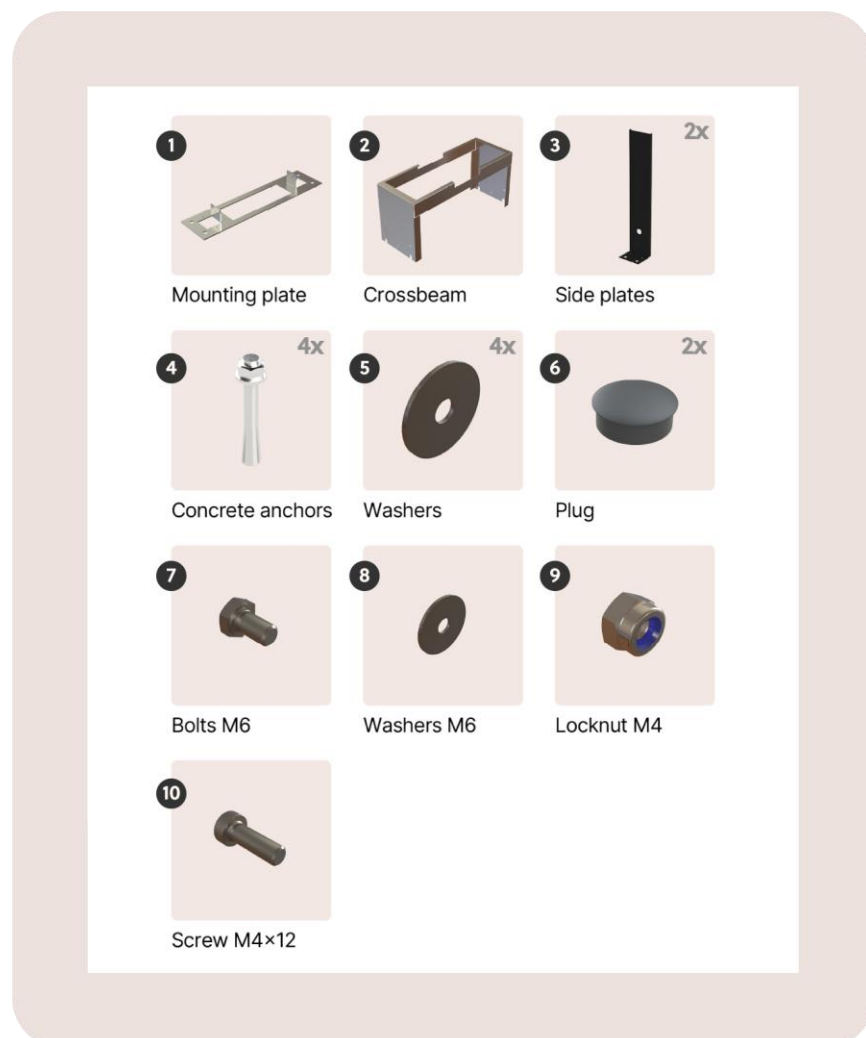 1
2
3
2x
Mounting plate
Crossbeam
Side plates
4
4x
5
4x
6
2x
Concrete anchors
Washers
Plug
7
8
9
Bolts M6
Washers M6
Locknut M4
10
Screw M4×12